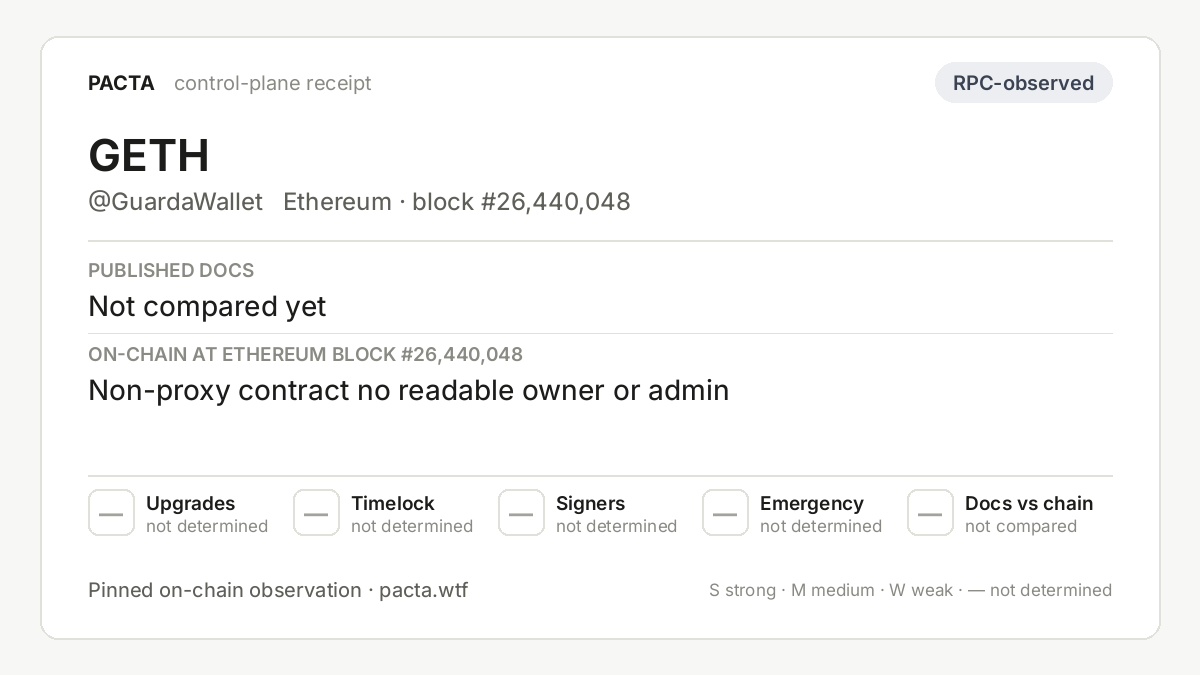 PACTA control-plane receipt RPC-observed
GETH
@GuardaWallet Ethereum · block #26,440,048
PUBLISHED DOCS
Not compared yet
ON-CHAIN AT ETHEREUM BLOCK #26,440,048
Non-proxy contract no readable owner or admin
— Upgrades — Timelock — Signers — Emergency — Docs vs chain
not determined not determined not determined not determined not compared
Pinned on-chain observation · pacta.wtf S strong · M medium · W weak · — not determined